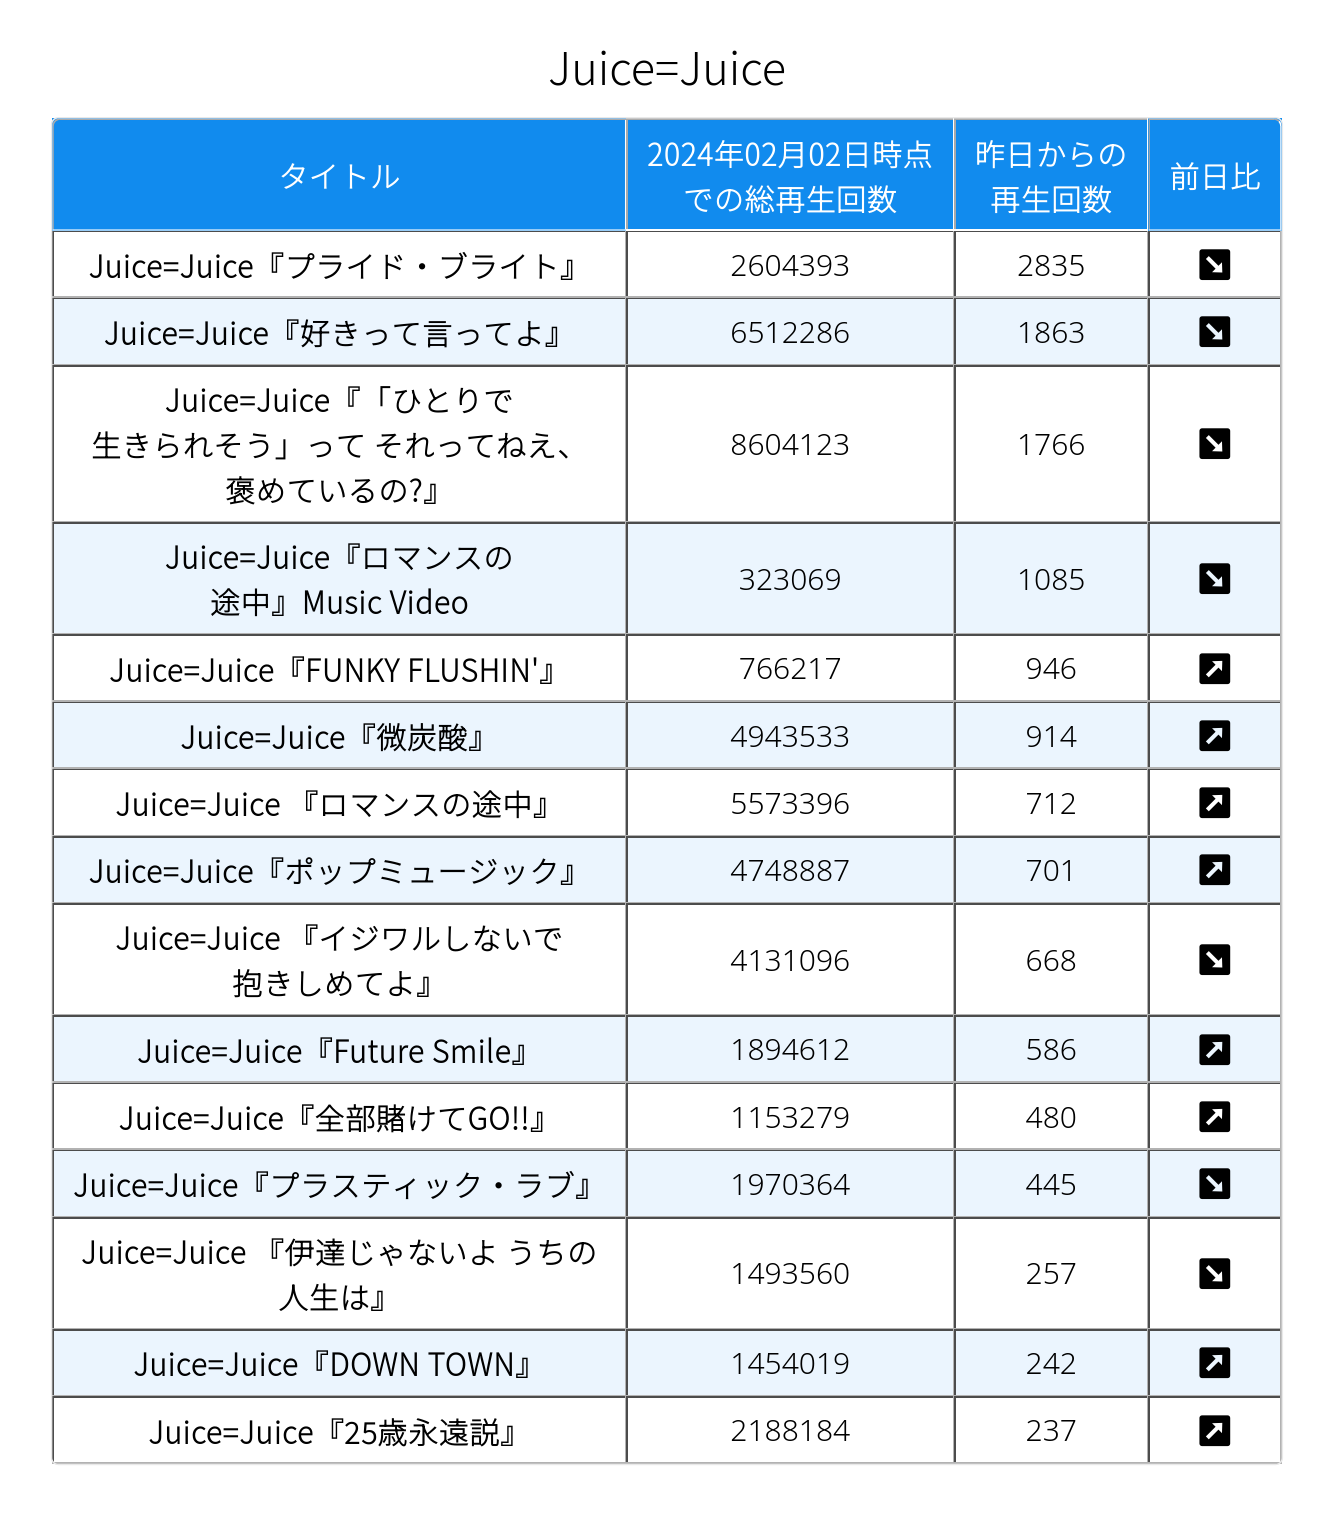 Juice=Juice
タイトル
2024年02月02日時点
での総再生回数
昨日からの
再生回数
前日比
Juice=Juice『プライド・ブライト』
2604393
2835
↘
Juice=Juice『好きって言ってよ』
6512286
1863
↘
Juice=Juice『「ひとりで
生きられそう」って それってねえ、
褒めているの?』
8604123
1766
↘
Juice=Juice『ロマンスの
途中』Music Video
323069
1085
↘
Juice=Juice『FUNKY FLUSHIN'』
766217
946
↗
Juice=Juice『微炭酸』
4943533
914
↗
Juice=Juice 『ロマンスの途中』
5573396
712
↗
Juice=Juice『ポップミュージック』
4748887
701
↗
Juice=Juice 『イジワルしないで
抱きしめてよ』
4131096
668
↘
Juice=Juice『Future Smile』
1894612
586
↗
Juice=Juice『全部賭けてGO!!』
1153279
480
↗
Juice=Juice『プラスティック・ラブ』
1970364
445
↘
Juice=Juice 『伊達じゃないよ うちの
人生は』
1493560
257
↘
Juice=Juice『DOWN TOWN』
1454019
242
↗
Juice=Juice『25歳永遠説』
2188184
237
↗